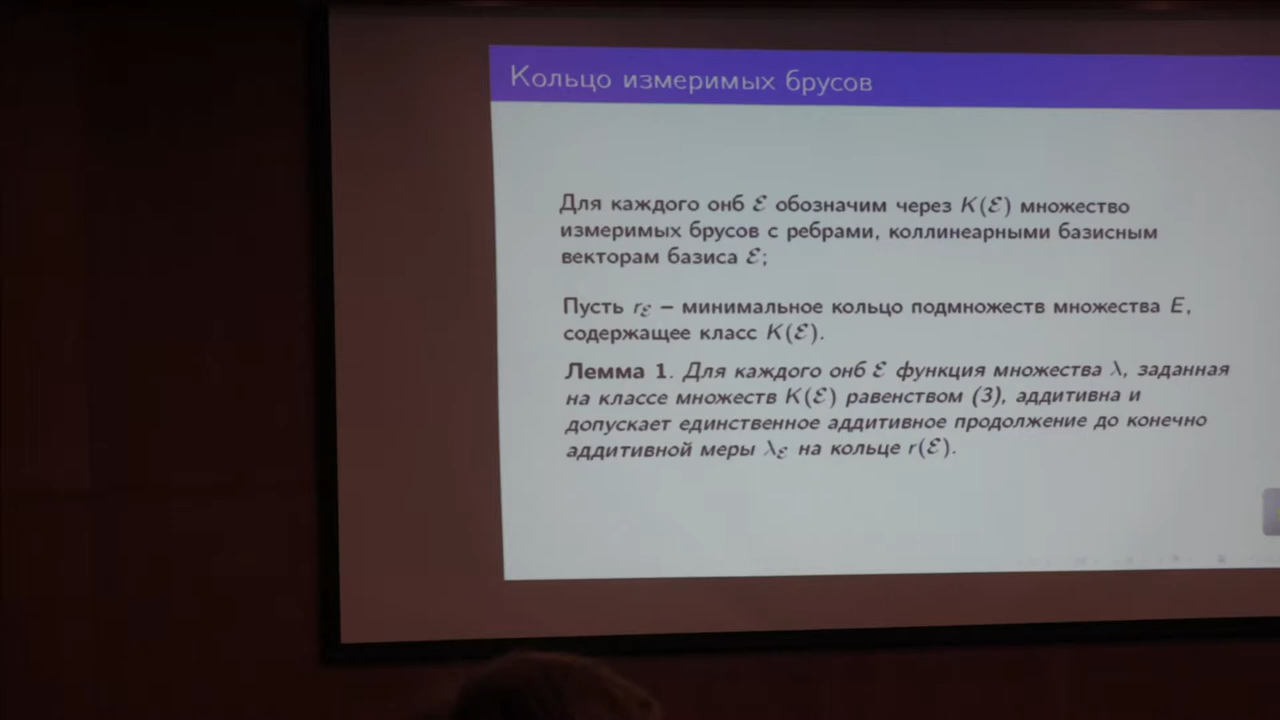 Кольцо измеримых брусов
Для каждого онб ℰ обозначим через K(ℰ) множество
измеримых брусов с ребрами, коллинеарными базисным
векторам базиса ℰ;
Пусть r_ℰ – минимальное кольцо подмножеств множества E,
содержащее класс K(ℰ).
Лемма 1. Для каждого онб ℰ функция множества λ, заданная
на классе множеств K(ℰ) равенством (3), аддитивна и
допускает единственное аддитивное продолжение до конечно
аддитивной меры λ_ℰ на кольце r(ℰ).